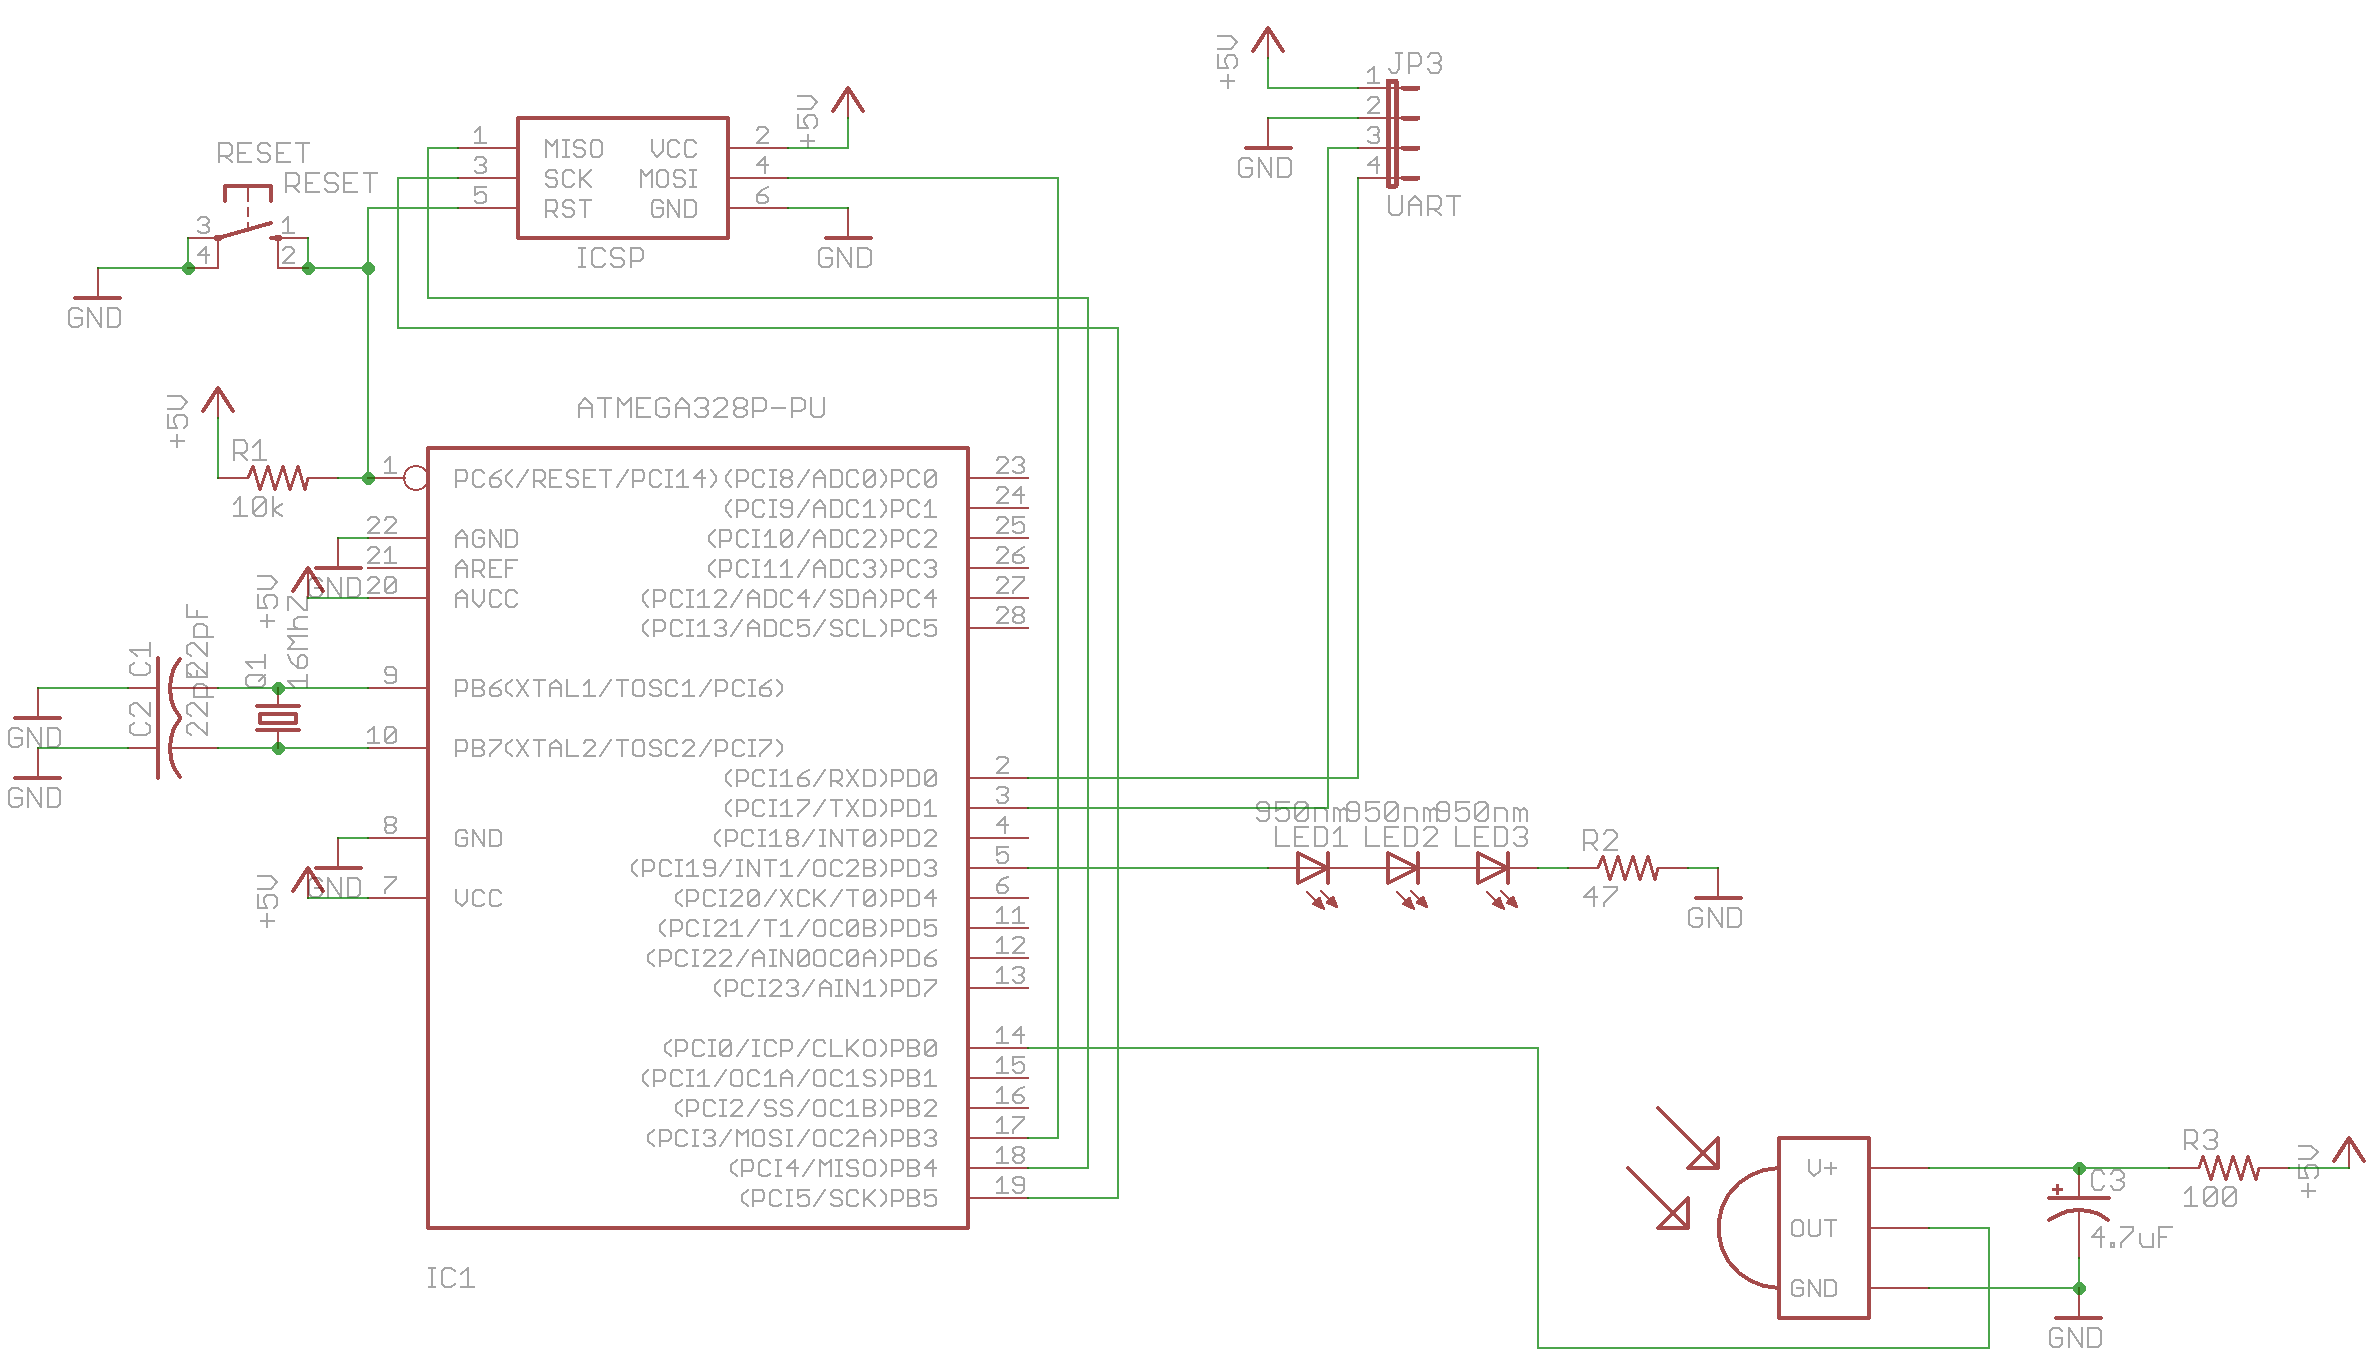 +5V
JP3
1
2
3
4
GND
UART
+5V
1 MISO VCC 2
3 SCK MOSI 4
5 RST GND 6
ICSP
GND
RESET
RESET
3 1
4 2
GND
ATMEGA328P-PU
+5V
R1
10k
1 PC6(/RESET/PCI14) (PCI8/ADC0)PC0 23
(PCI9/ADC1)PC1 24
22 AGND (PCI10/ADC2)PC2 25
21 AREF (PCI11/ADC3)PC3 26
GND
+5V
20 AVCC (PCI12/ADC4/SDA)PC4 27
(PCI13/ADC5/SCL)PC5 28
C1
22pF
Q1
16MhZ
9 PB6(XTAL1/TOSC1/PCI6)
GND
C2
22pF
10 PB7(XTAL2/TOSC2/PCI7)
GND
(PCI16/RXD)PD0 2
(PCI17/TXD)PD1 3
8 GND (PCI18/INT0)PD2 4
(PCI19/INT1/OC2B)PD3 5
GND
+5V
7 VCC (PCI20/XCK/T0)PD4 6
(PCI21/T1/OC0B)PD5 11
(PCI22/AIN0OC0A)PD6 12
(PCI23/AIN1)PD7 13
950nm 950nm 950nm
LED1 LED2 LED3
R2
47
GND
(PCI0/ICP/CLKO)PB0 14
(PCI1/OC1A/OC1S)PB1 15
(PCI2/SS/OC1B)PB2 16
(PCI3/MOSI/OC2A)PB3 17
(PCI4/MISO)PB4 18
(PCI5/SCK)PB5 19
IC1
V+
OUT
GND
+
C3
4.7uF
R3
100
+5V
GND